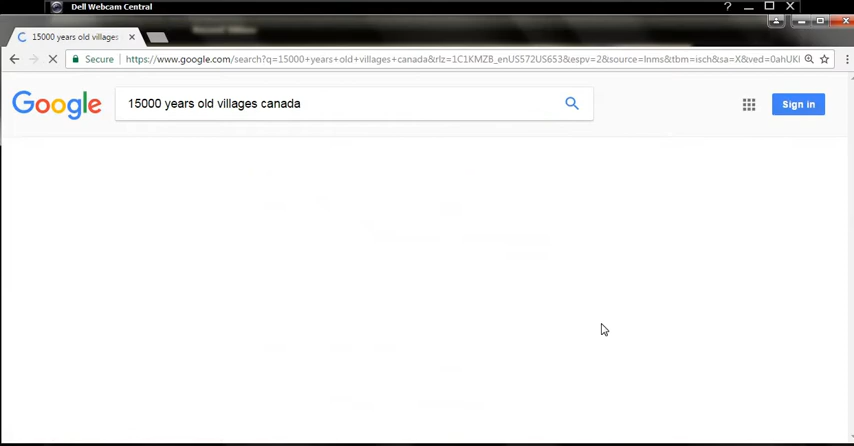 Dell Webcam Central
15000 years old villages
Secure https://www.google.com/search?q=15000+years+old+villages+canada&rlz=1C1KMZB_enUS572US653&espv=2&source=lnms&tbm=isch&sa=X&ved=0ahUKI
Google 15000 years old villages canada Sign in